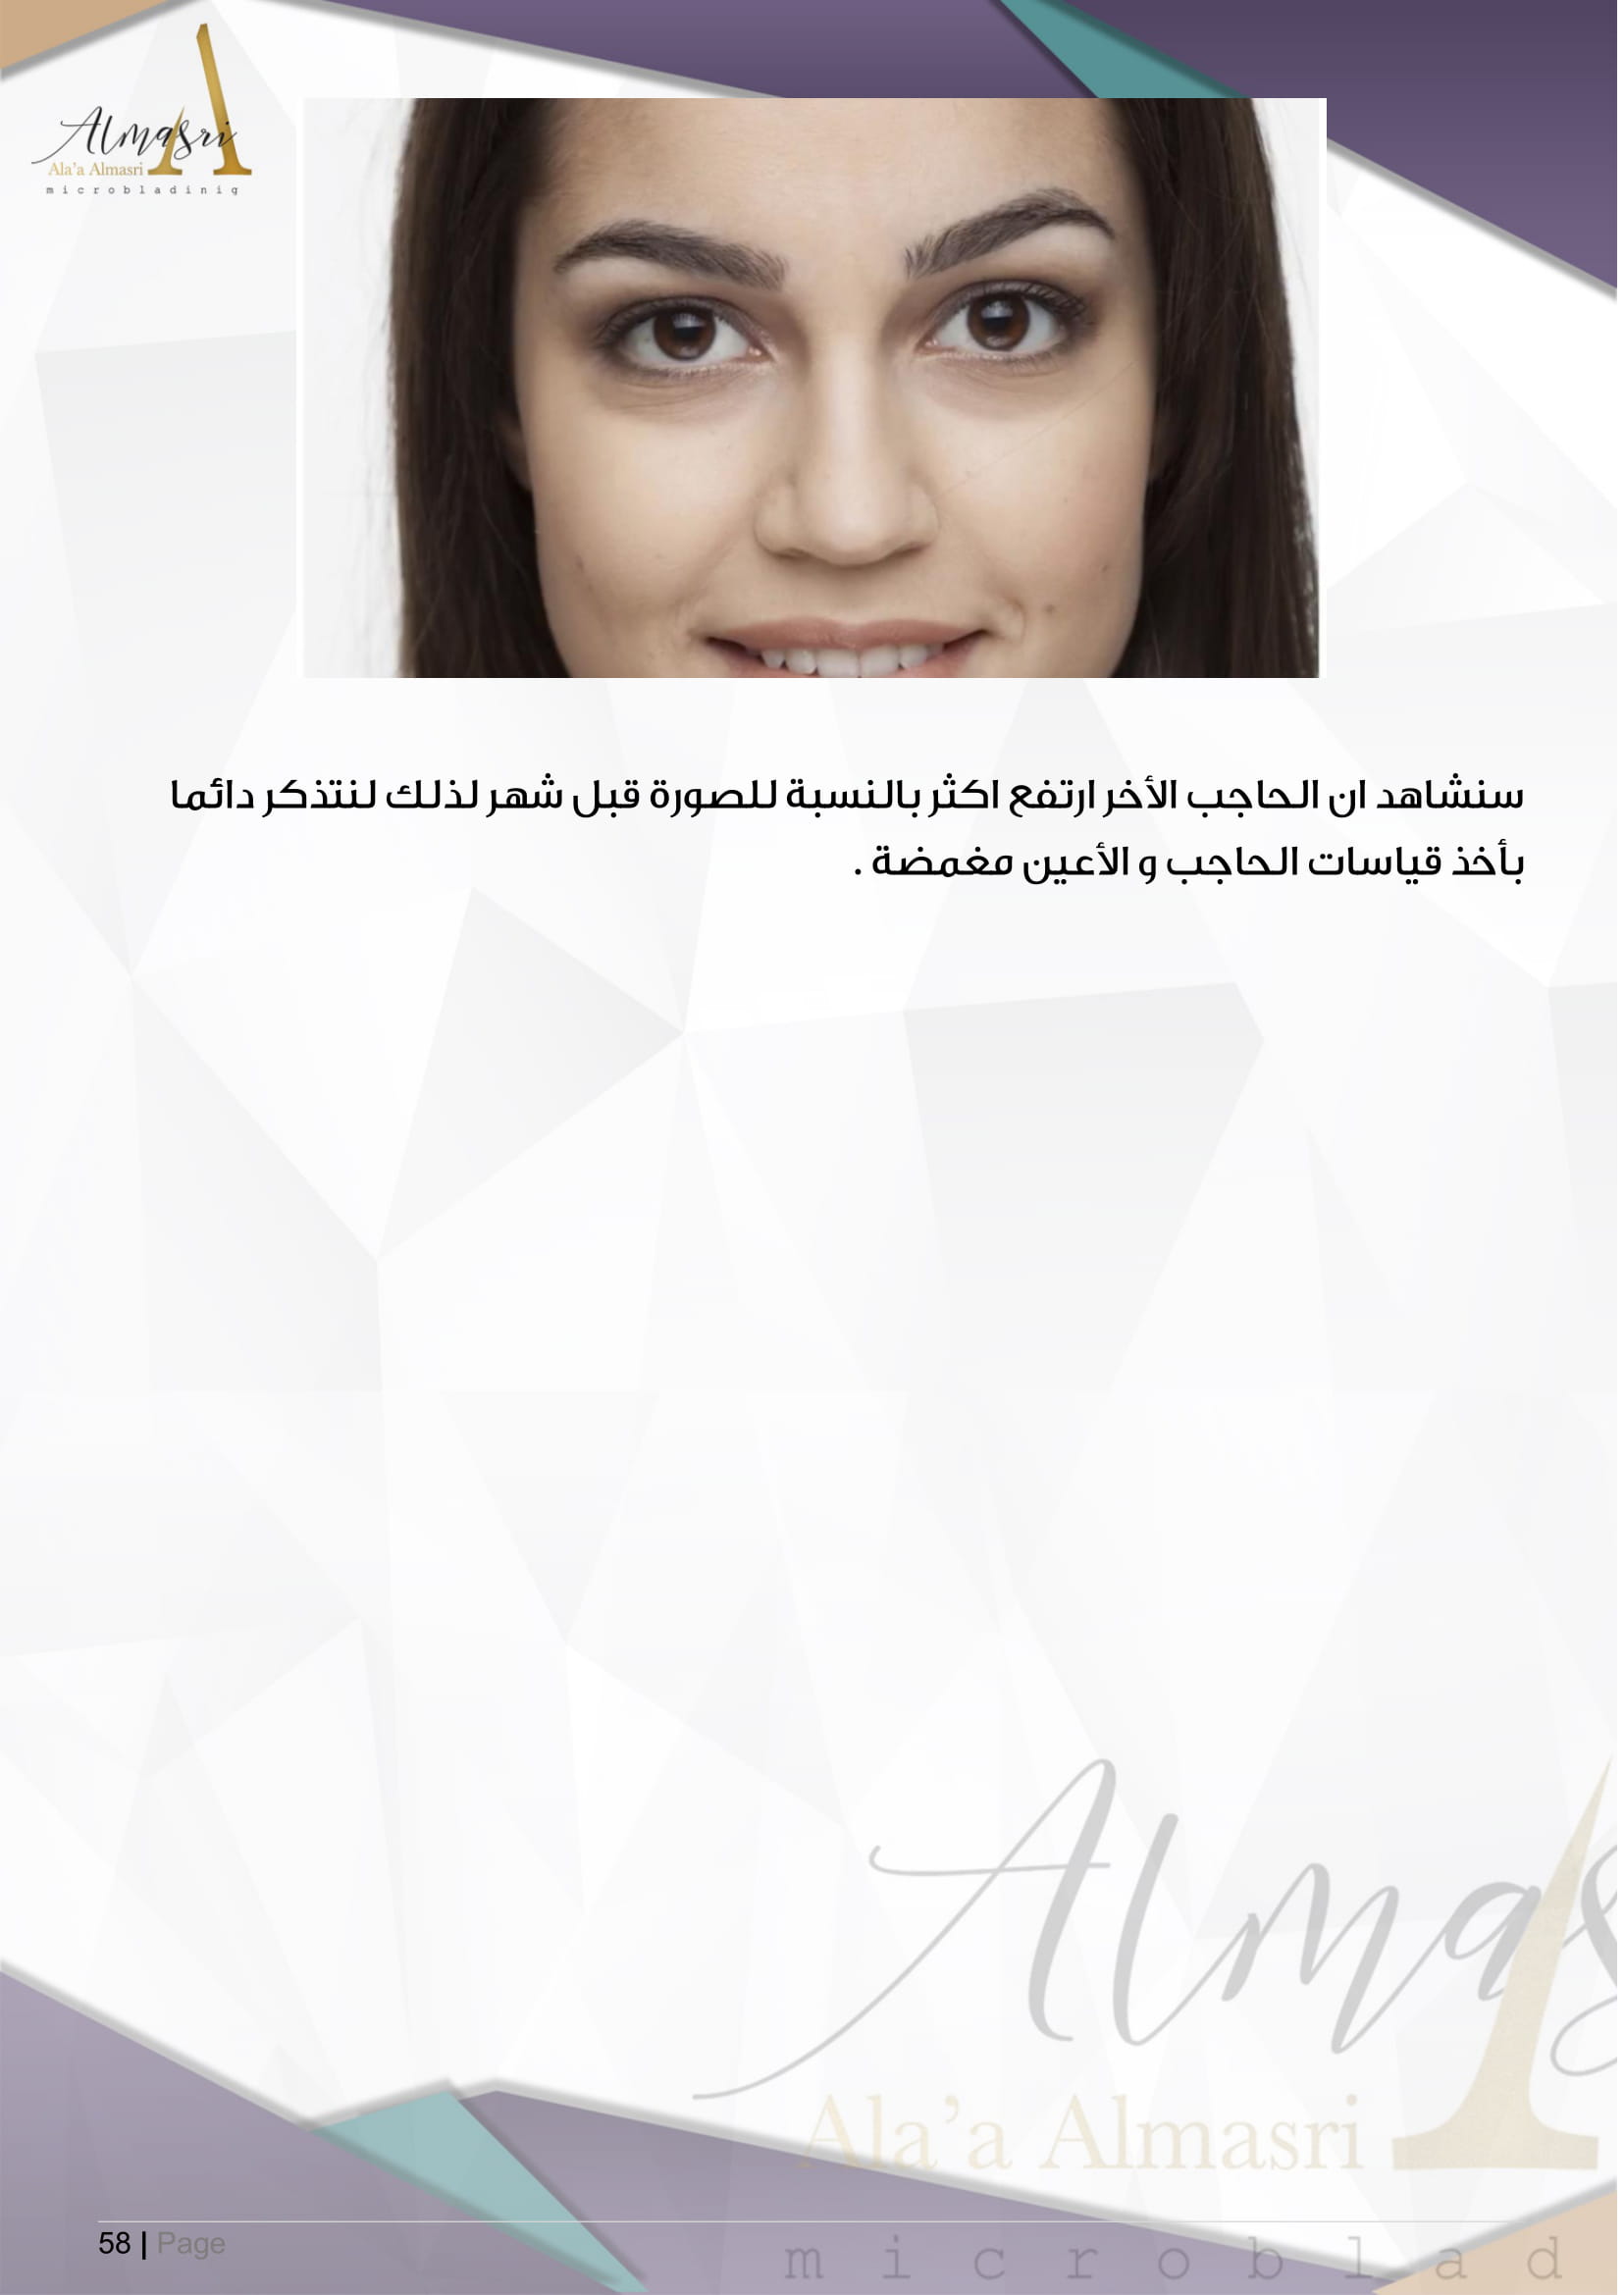 Almasri
Ala'a Almasri
microbladinig
سنشاهد ان الحاجب الأخر ارتفع اكثر بالنسبة للصورة قبل شهر لذلك لنتذكر دائما
بأخذ قياسات الحاجب و الأعين مغمضة .
Almas
Ala'a Almasri
58 | Page
microblad